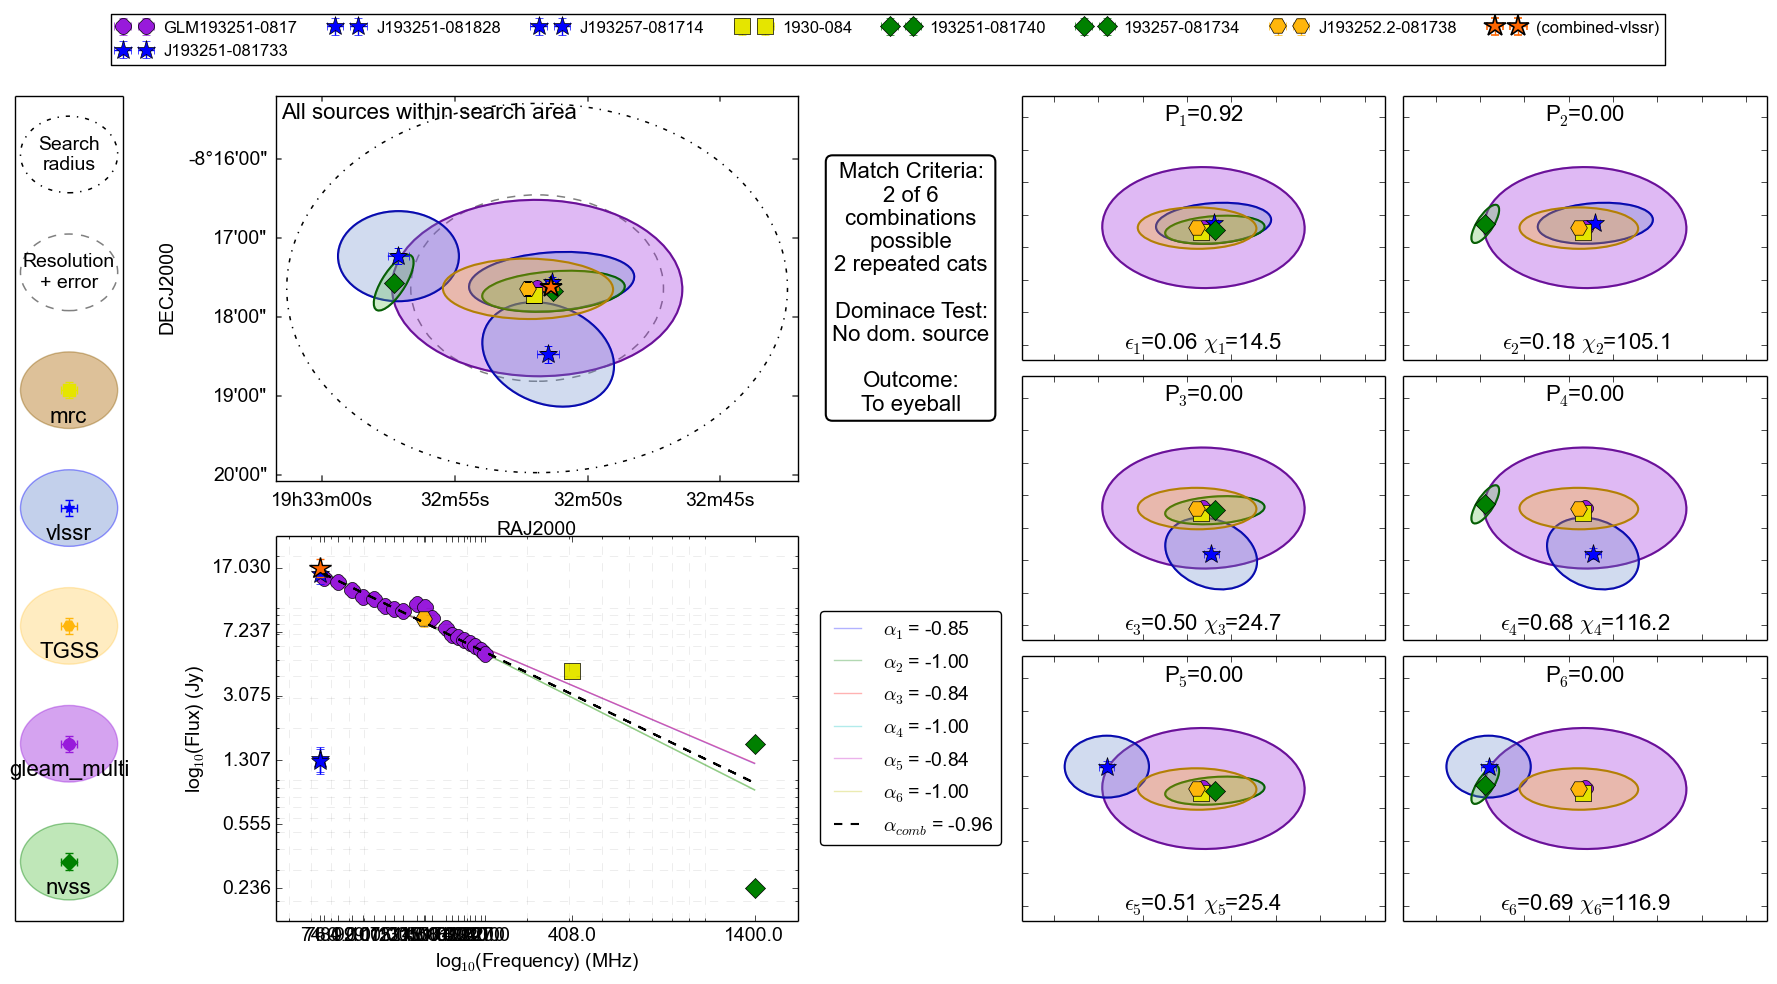 GLM193251-0817
J193251-081828
J193257-081714
1930-084
193251-081740
193257-081734
J193252.2-081738
(combined-vlssr)
J193251-081733
Search
radius
Resolution
+ error
mrc
vlssr
TGSS
gleam_multi
nvss
All sources within search area
-8°16'00"
17'00"
18'00"
19'00"
20'00"
DECJ2000
19h33m00s
32m55s
32m50s
32m45s
RAJ2000
Match Criteria:
2 of 6
combinations
possible
2 repeated cats
Dominace Test:
No dom. source
Outcome:
To eyeball
17.030
7.237
3.075
1.307
0.555
0.236
log₁₀(Flux) (Jy)
408.0
1400.0
log₁₀(Frequency) (MHz)
α₁ = -0.85
α₂ = -1.00
α₃ = -0.84
α₄ = -1.00
α₅ = -0.84
α₆ = -1.00
α_comb = -0.96
P₁=0.92
ϵ₁=0.06 χ₁=14.5
P₂=0.00
ϵ₂=0.18 χ₂=105.1
P₃=0.00
ϵ₃=0.50 χ₃=24.7
P₄=0.00
ϵ₄=0.68 χ₄=116.2
P₅=0.00
ϵ₅=0.51 χ₅=25.4
P₆=0.00
ϵ₆=0.69 χ₆=116.9